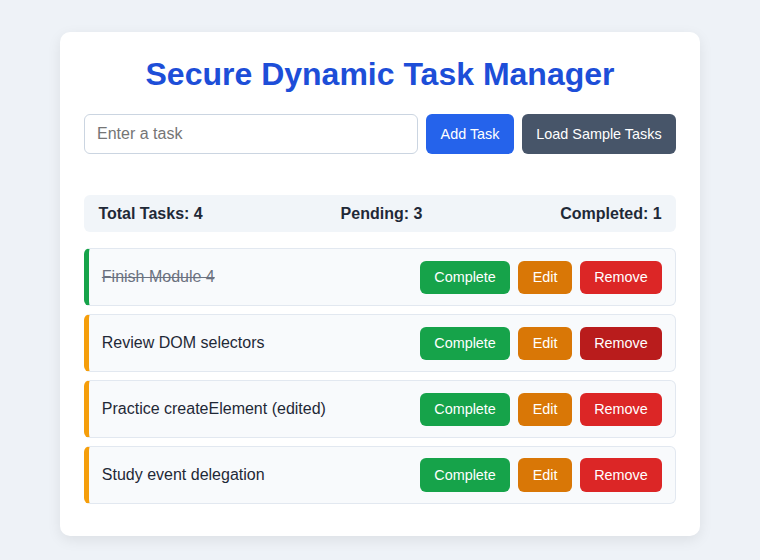 Secure Dynamic Task Manager
Enter a task Add Task Load Sample Tasks
Total Tasks: 4 Pending: 3 Completed: 1
Finish Module 4 Complete Edit Remove
Review DOM selectors Complete Edit Remove
Practice createElement (edited) Complete Edit Remove
Study event delegation Complete Edit Remove